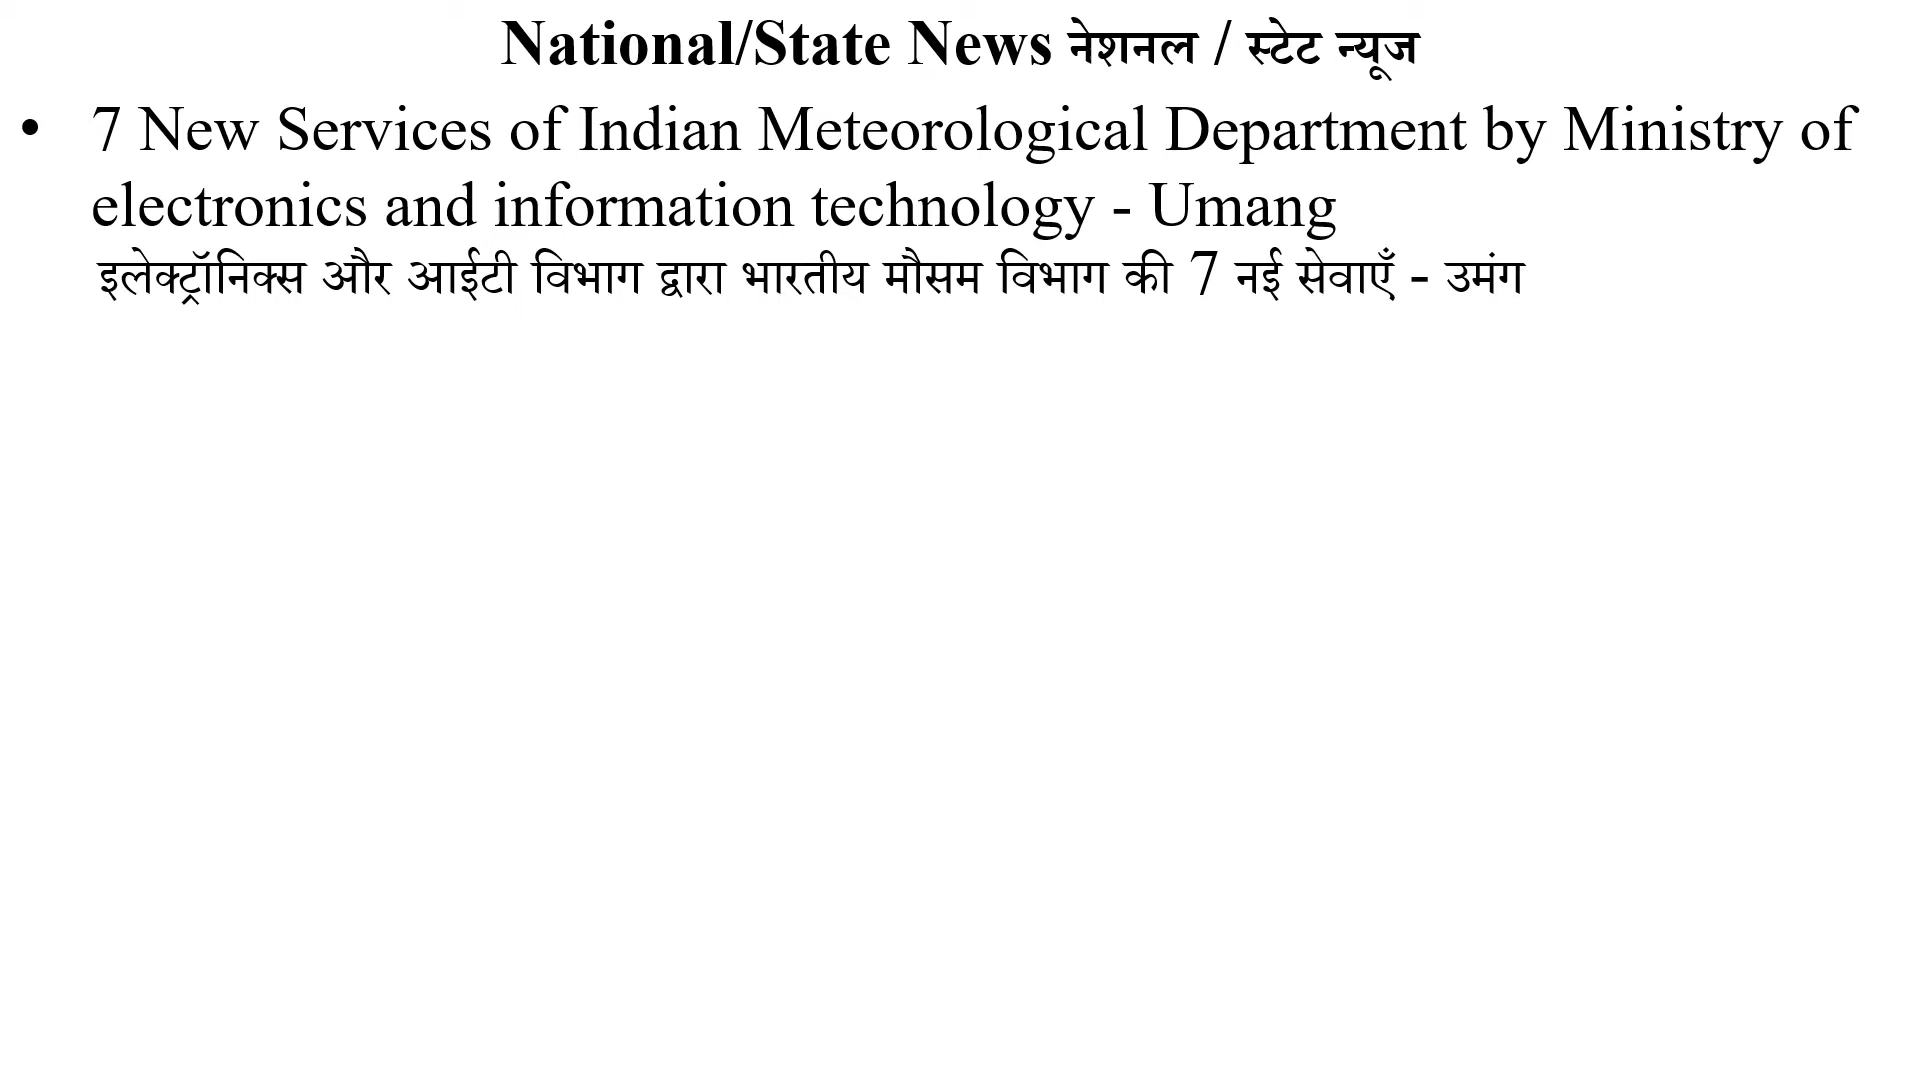 National/State News नेशनल / स्टेट न्यूज
• 7 New Services of Indian Meteorological Department by Ministry of
electronics and information technology - Umang
इलेक्ट्रॉनिक्स और आईटी विभाग द्वारा भारतीय मौसम विभाग की 7 नई सेवाएँ - उमंग